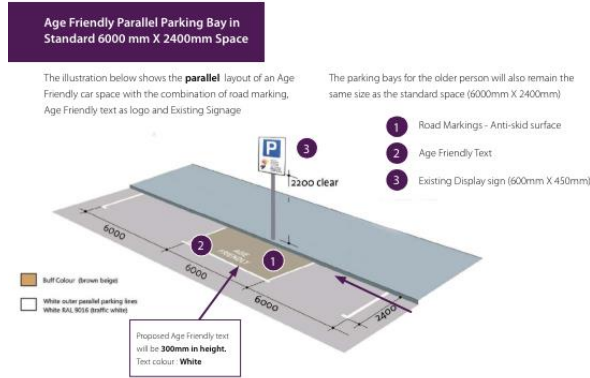 Age Friendly Parallel Parking Bay in
Standard 6000 mm X 2400mm Space
The illustration below shows the parallel layout of an Age
Friendly car space with the combination of road marking,
Age Friendly text as logo and Existing Signage
The parking bays for the older person will also remain the
same size as the standard space (6000mm X 2400mm)
1 Road Markings - Anti-skid surface
2 Age Friendly Text
3 Existing Display sign (600mm X 450mm)
P
3
2200 clear
6000
2
AGE
FRIENDLY
1
6000
6000
2400
Buff Colour (brown beige)
White outer parallel parking lines
White RAL 9016 (traffic white)
Proposed Age Friendly text
will be 300mm in height.
Text colour : White